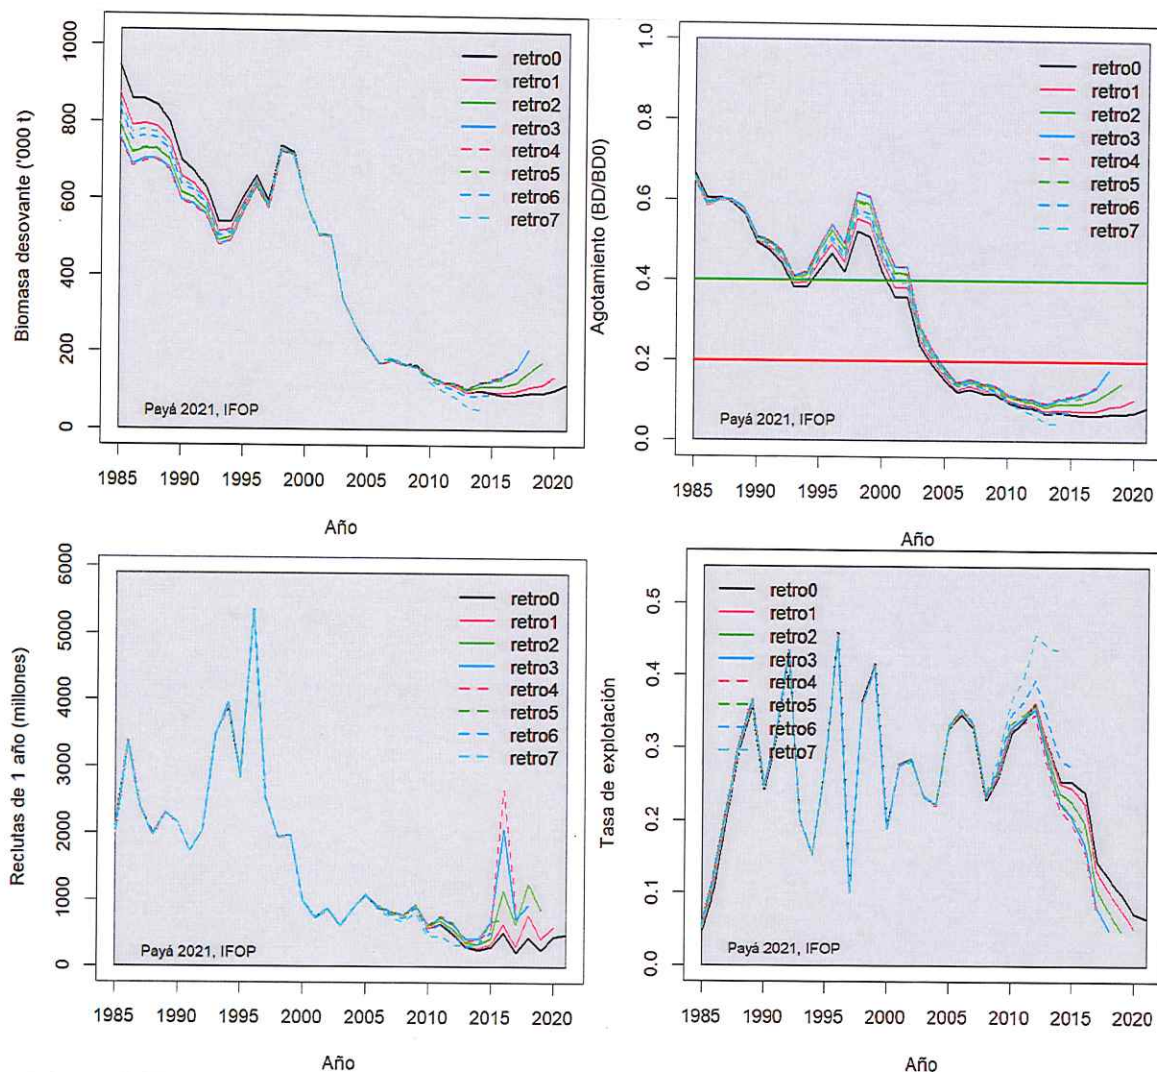 Biomasa desovante ('000 t)
0 200 400 600 800 1000
retro0
retro1
retro2
retro3
retro4
retro5
retro6
retro7
Payá 2021, IFOP
1985 1990 1995 2000 2005 2010 2015 2020
Año
Agotamiento (BD/BD0)
0.0 0.2 0.4 0.6 0.8 1.0
retro0
retro1
retro2
retro3
retro4
retro5
retro6
retro7
Payá 2021, IFOP
1985 1990 1995 2000 2005 2010 2015 2020
Año
Reclutas de 1 año (millones)
0 1000 2000 3000 4000 5000 6000
retro0
retro1
retro2
retro3
retro4
retro5
retro6
retro7
Payá 2021, IFOP
1985 1990 1995 2000 2005 2010 2015 2020
Año
Tasa de explotación
0.0 0.1 0.2 0.3 0.4 0.5
retro0
retro1
retro2
retro3
retro4
retro5
retro6
retro7
Payá 2021, IFOP
1985 1990 1995 2000 2005 2010 2015 2020
Año